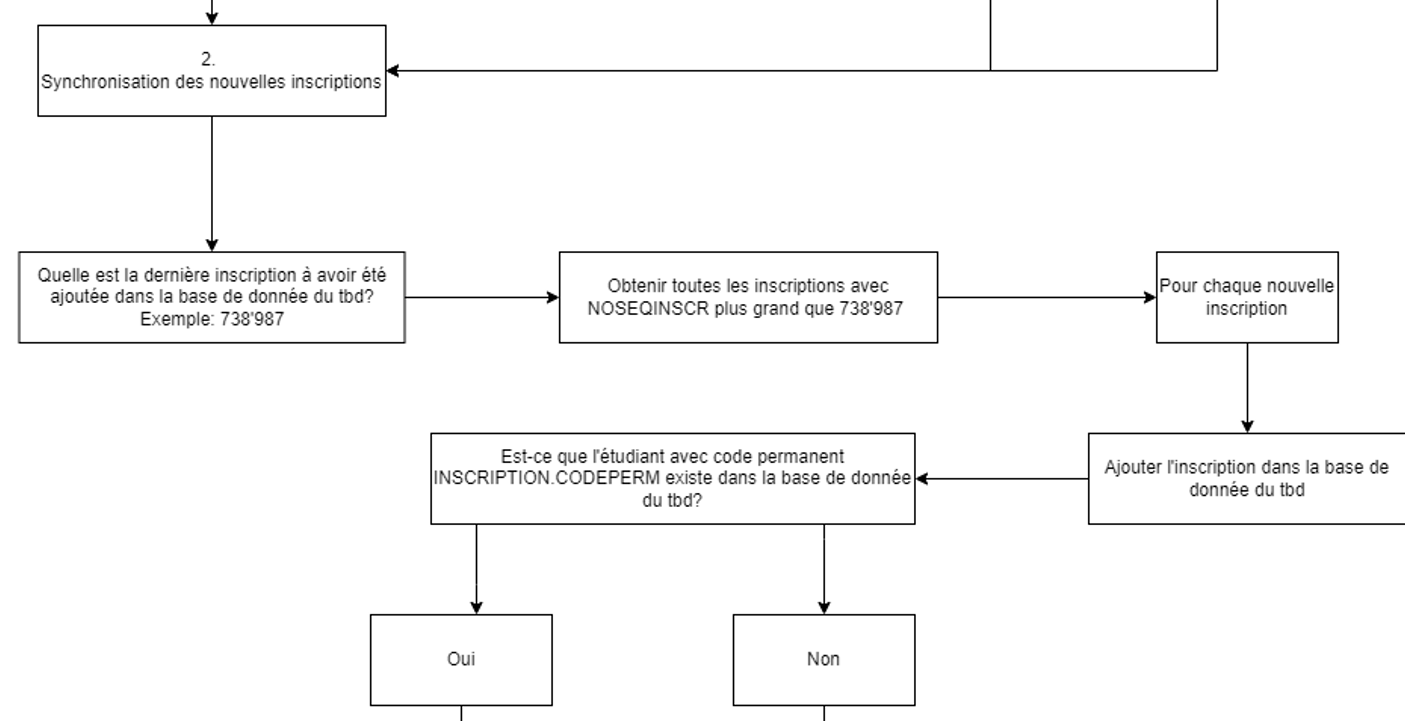 2.
Synchronisation des nouvelles inscriptions
Quelle est la dernière inscription à avoir été
ajoutée dans la base de donnée du tbd?
Exemple: 738'987
Obtenir toutes les inscriptions avec
NOSEQINSCR plus grand que 738'987
Pour chaque nouvelle
inscription
Ajouter l'inscription dans la base de
donnée du tbd
Est-ce que l'étudiant avec code permanent
INSCRIPTION.CODEPERM existe dans la base de donnée
du tbd?
Oui
Non